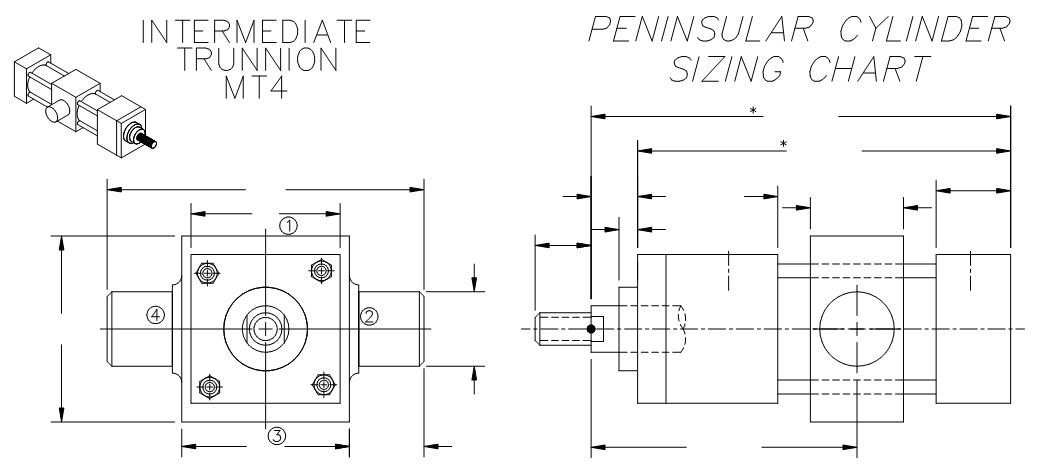 INTERMEDIATE
TRUNNION
MT4
PENINSULAR CYLINDER
SIZING CHART
*
*
1
4
2
3